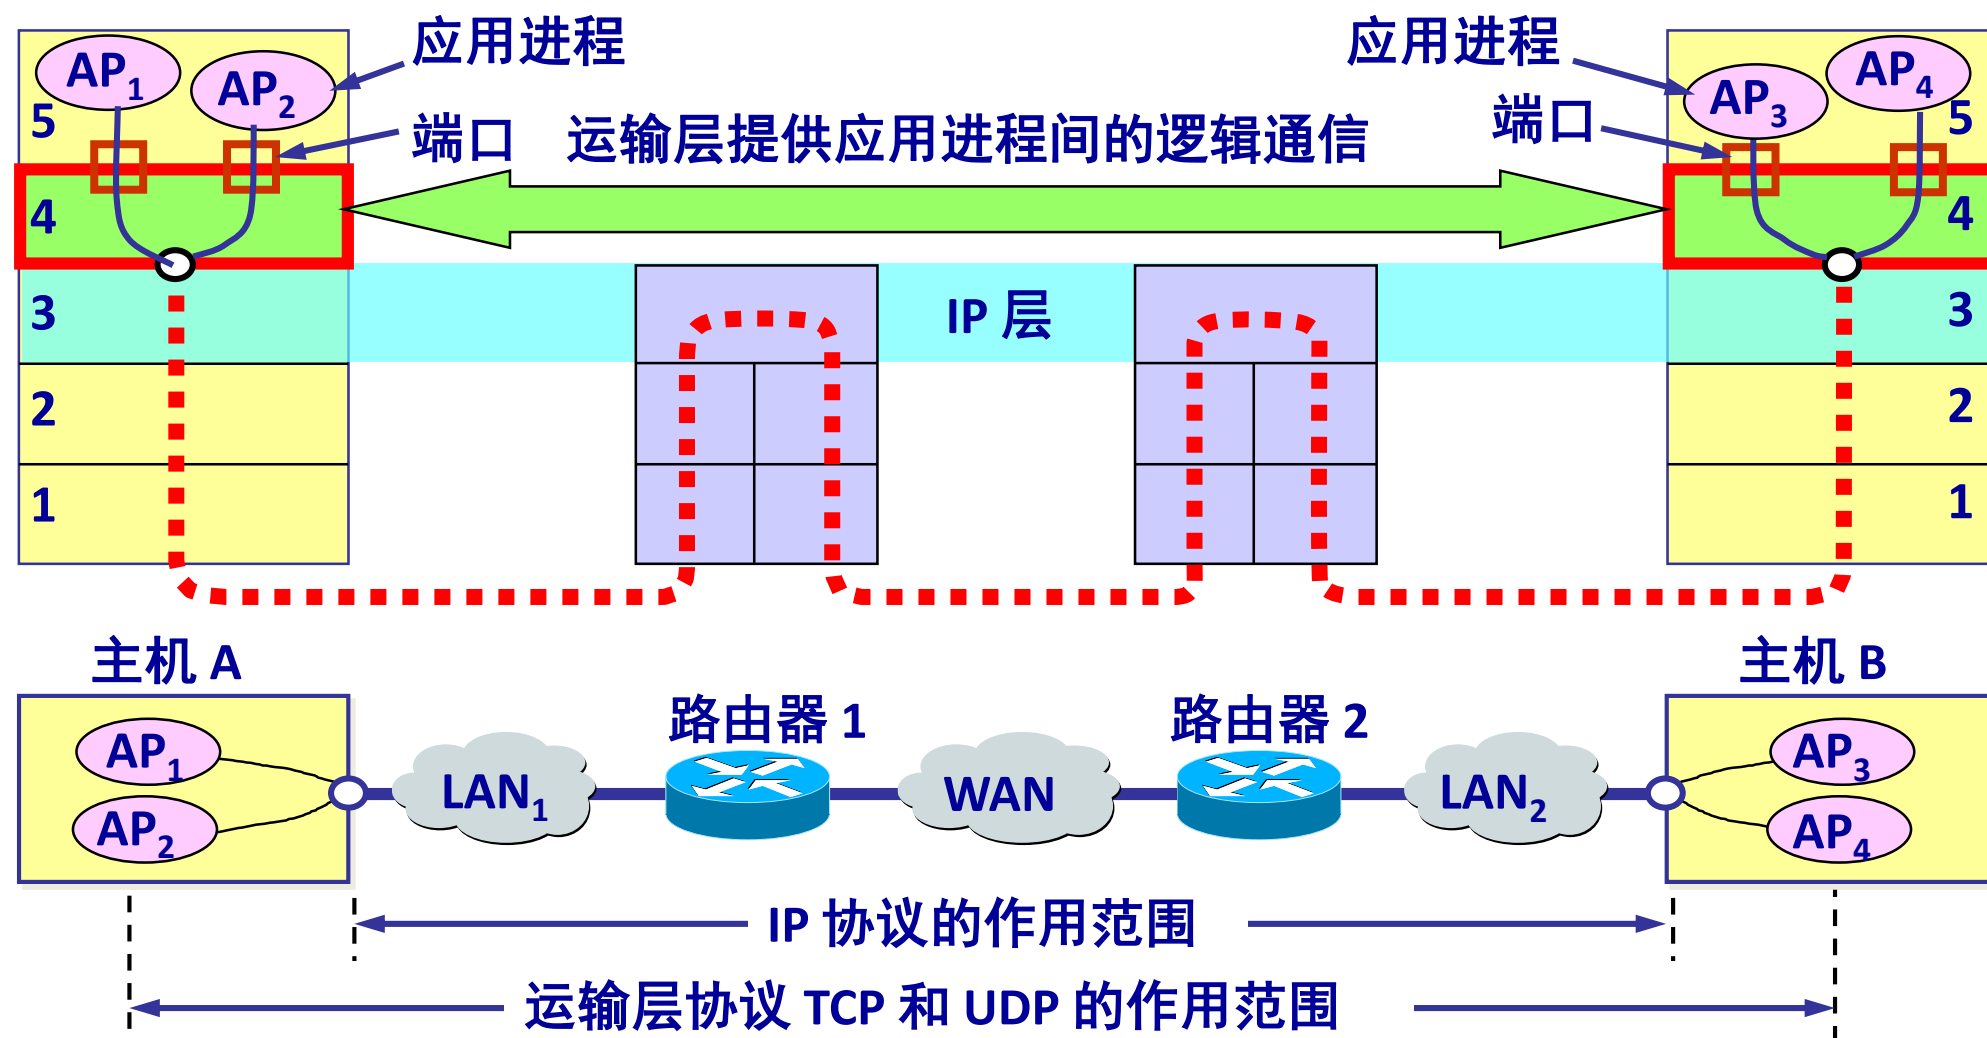 应用进程
应用进程
AP1
AP2
AP3
AP4
5
端口
运输层提供应用进程间的逻辑通信
端口
5
4
4
3
IP 层
3
2
2
1
1
主机 A
主机 B
路由器 1
路由器 2
AP1
AP2
LAN1
WAN
LAN2
AP3
AP4
IP 协议的作用范围
运输层协议 TCP 和 UDP 的作用范围